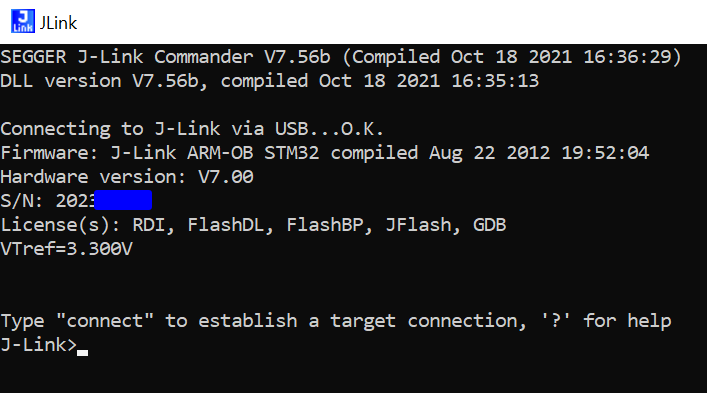 J Link JLink
SEGGER J-Link Commander V7.56b (Compiled Oct 18 2021 16:36:29)
DLL version V7.56b, compiled Oct 18 2021 16:35:13
Connecting to J-Link via USB...O.K.
Firmware: J-Link ARM-OB STM32 compiled Aug 22 2012 19:52:04
Hardware version: V7.00
S/N: 2023
License(s): RDI, FlashDL, FlashBP, JFlash, GDB
VTref=3.300V
Type "connect" to establish a target connection, '?' for help
J-Link>